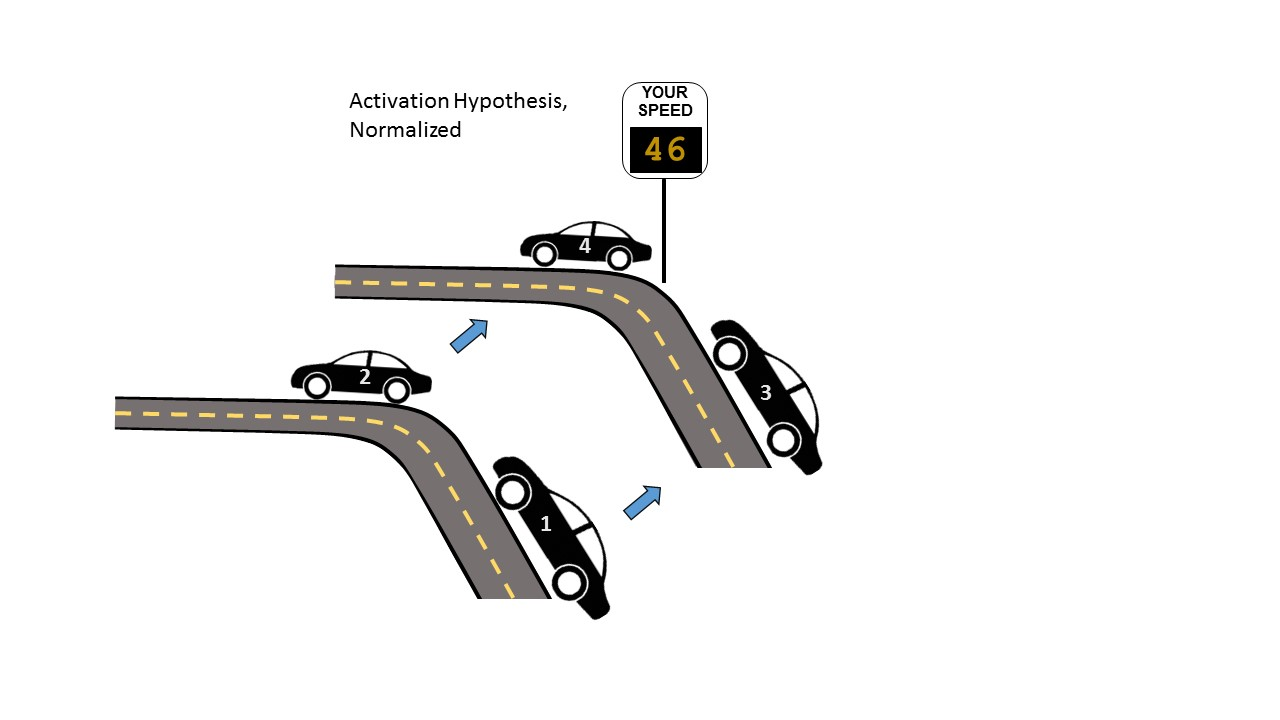 Activation Hypothesis,
Normalized
YOUR
SPEED
46
4
2
3
1